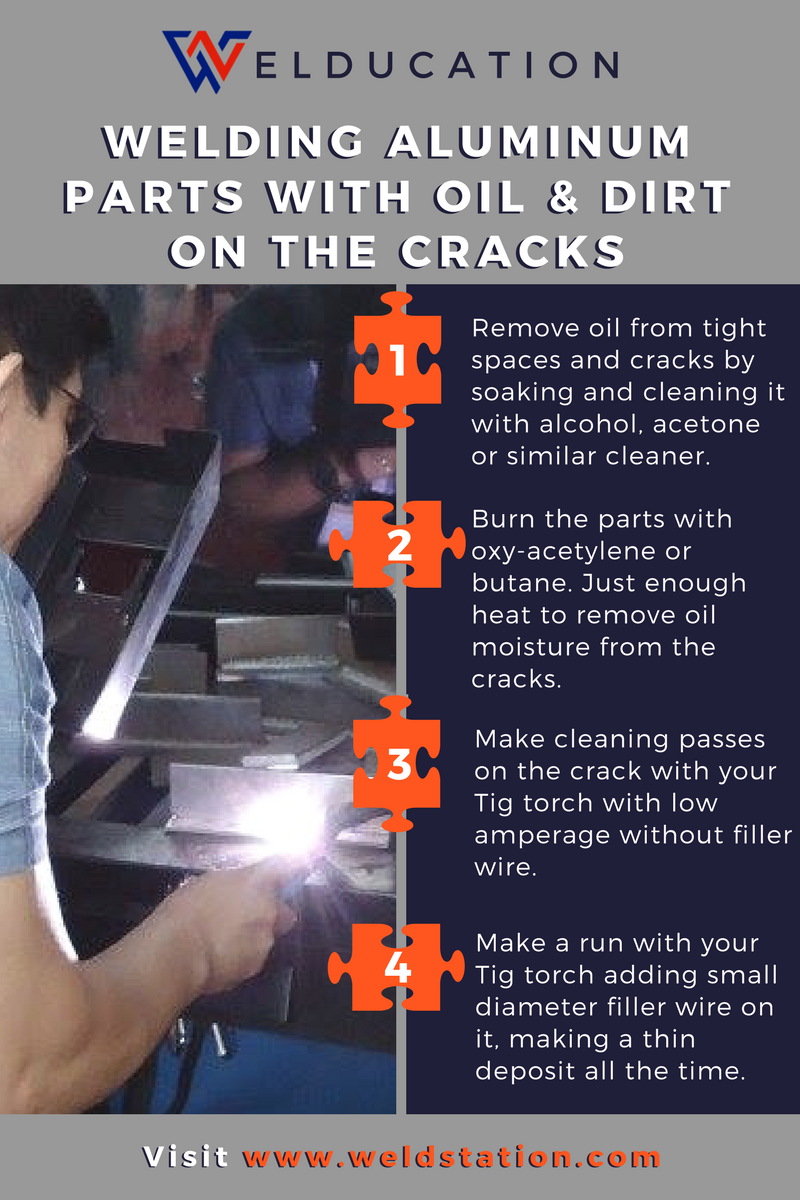 WELDUCATION
WELDING ALUMINUM
PARTS WITH OIL & DIRT
ON THE CRACKS
1
Remove oil from tight
spaces and cracks by
soaking and cleaning it
with alcohol, acetone
or similar cleaner.
2
Burn the parts with
oxy-acetylene or
butane. Just enough
heat to remove oil
moisture from the
cracks.
3
Make cleaning passes
on the crack with your
Tig torch with low
amperage without filler
wire.
4
Make a run with your
Tig torch adding small
diameter filler wire on
it, making a thin
deposit all the time.
Visit www.weldstation.com